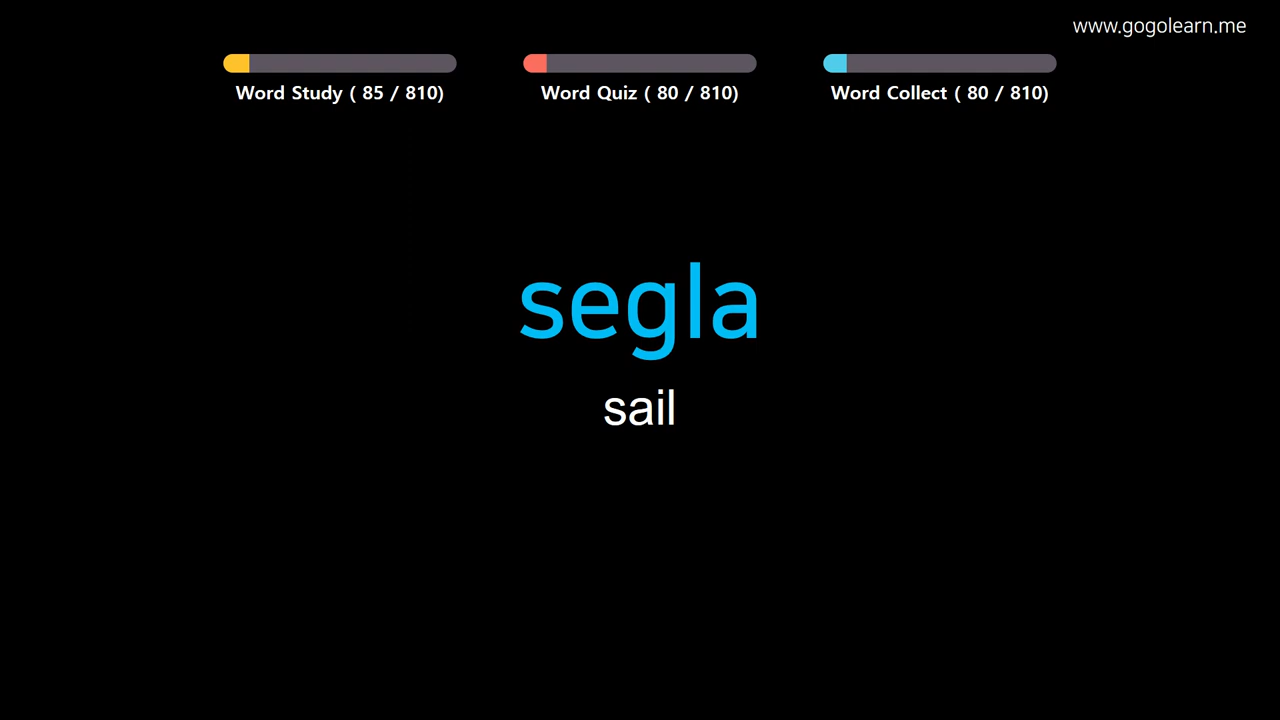 www.gogolearn.me
Word Study ( 85 / 810)
Word Quiz ( 80 / 810)
Word Collect ( 80 / 810)
segla
sail